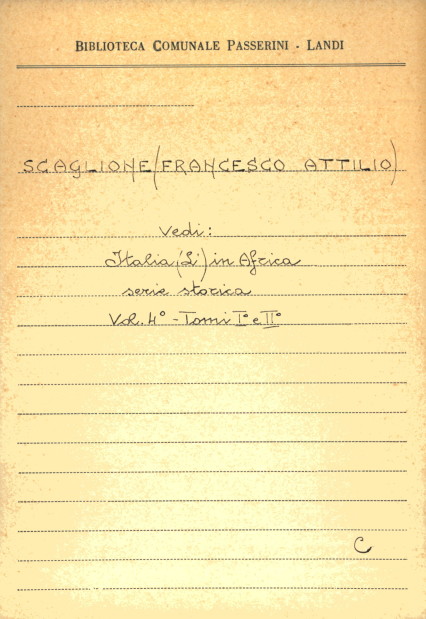 BIBLIOTECA COMUNALE PASSERINI - LANDI
SCAGLIONE (FRANCESCO ATTILIO)
Vedi:
Italia (L') in Africa
serie storica
Vol. 4° - Tomi I° e II°
C